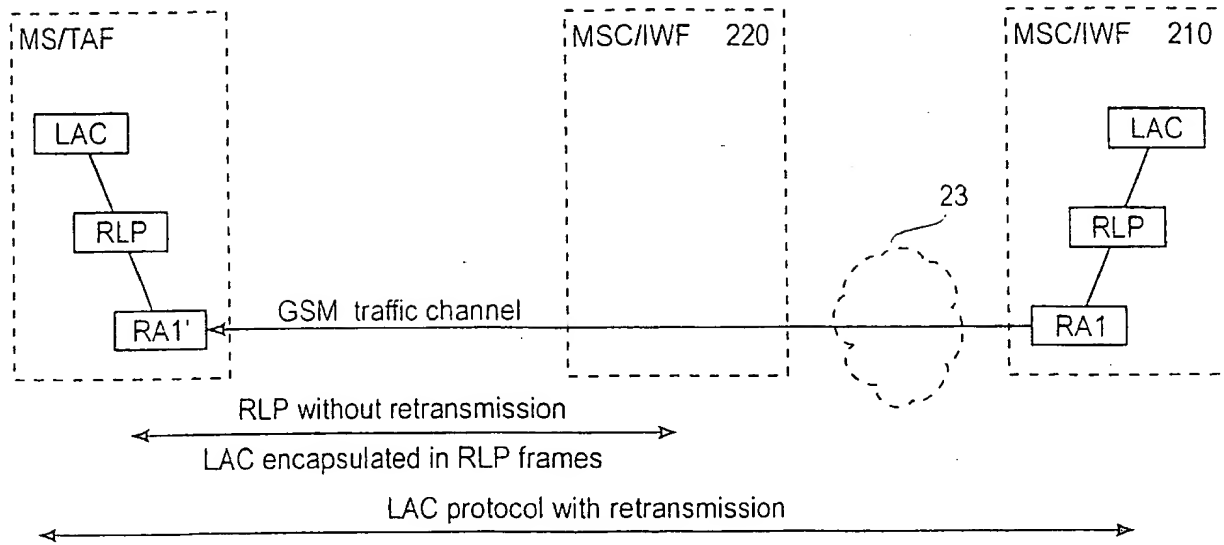 MS/TAF
MSC/IWF 220
MSC/IWF 210
LAC
LAC
23
RLP
RLP
GSM traffic channel
RA1'
RA1
RLP without retransmission
LAC encapsulated in RLP frames
LAC protocol with retransmission